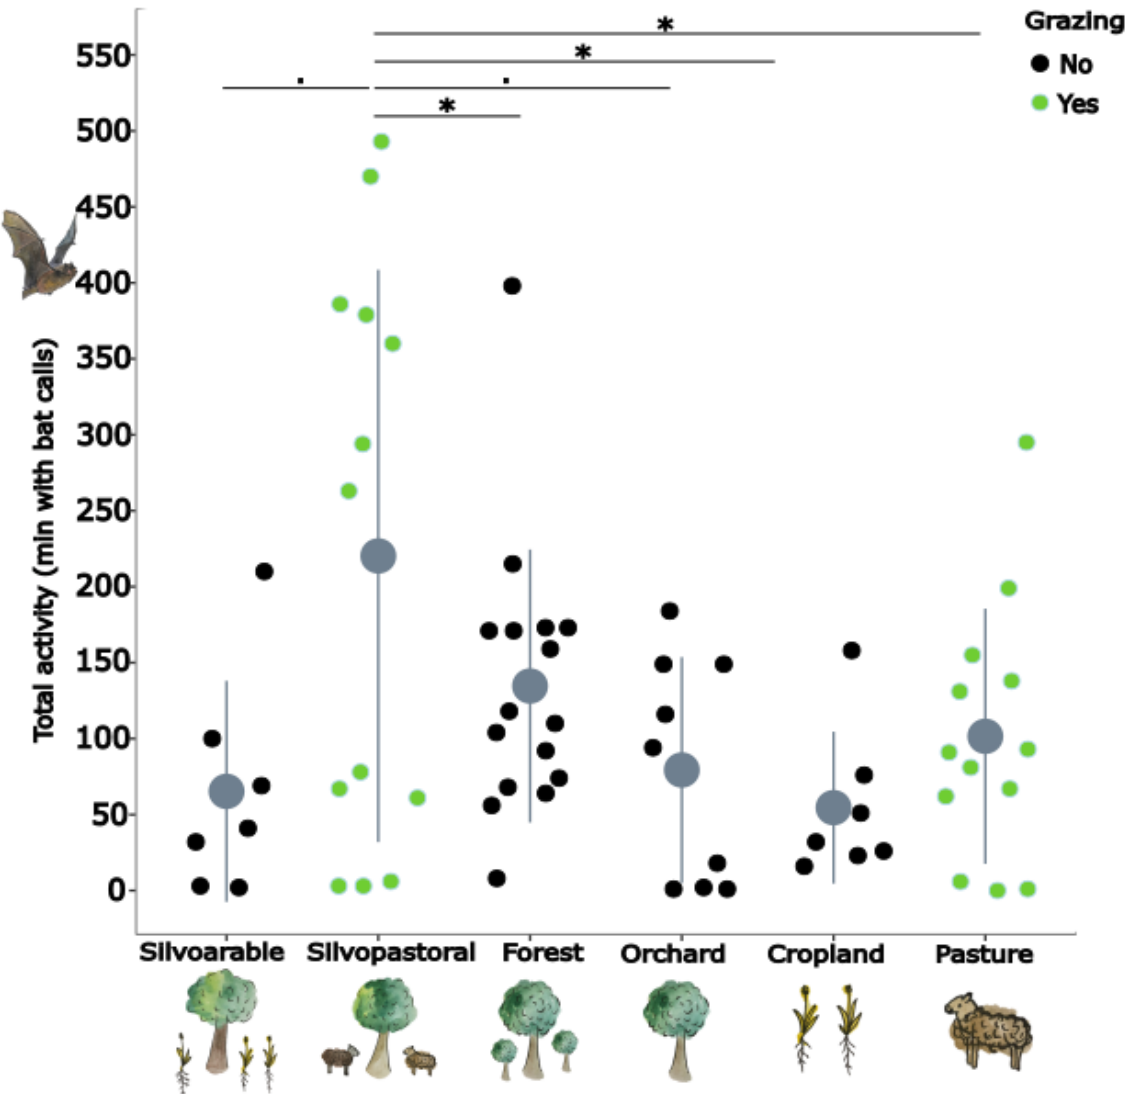 Grazing
No
Yes
*
*
.
.
*
550
500
450
400
350
300
250
200
150
100
50
0
Total activity (min with bat calls)
Silvoarable
Silvopastoral
Forest
Orchard
Cropland
Pasture